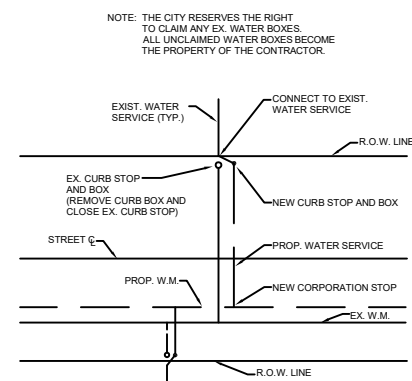 NOTE: THE CITY RESERVES THE RIGHT
TO CLAIM ANY EX. WATER BOXES.
ALL UNCLAIMED WATER BOXES BECOME
THE PROPERTY OF THE CONTRACTOR.
EXIST. WATER
SERVICE (TYP.)
CONNECT TO EXIST.
WATER SERVICE
R.O.W. LINE
EX. CURB STOP
AND BOX
(REMOVE CURB BOX AND
CLOSE EX. CURB STOP)
NEW CURB STOP AND BOX
STREET ℄
PROP. WATER SERVICE
PROP. W.M.
NEW CORPORATION STOP
EX. W.M.
R.O.W. LINE